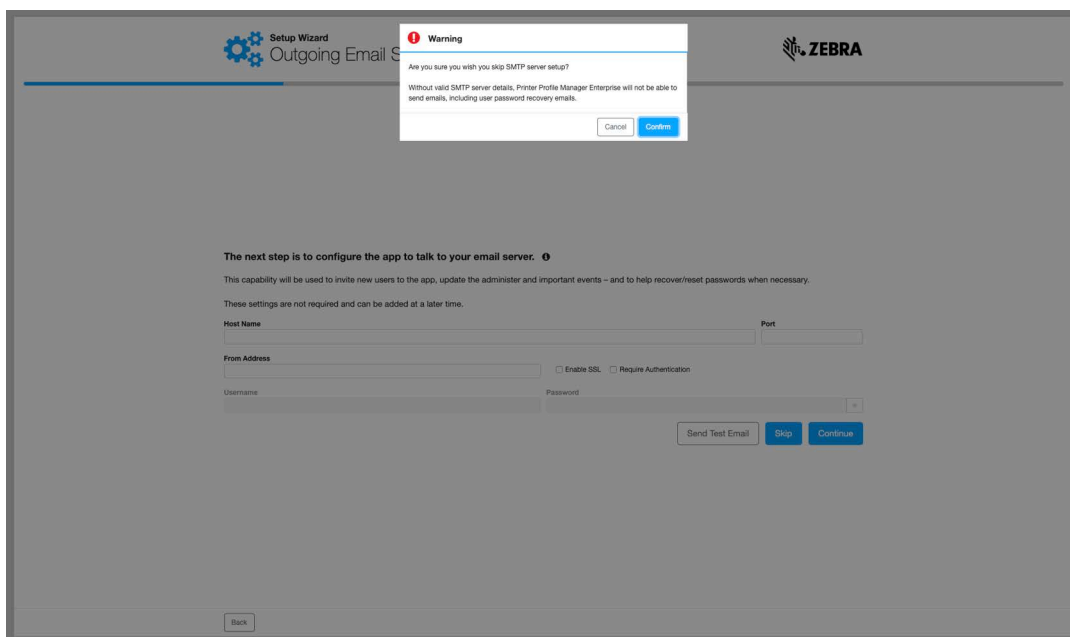 Setup Wizard
Outgoing Email S
ZEBRA
Warning
Are you sure you wish you skip SMTP server setup?
Without valid SMTP server details, Printer Profile Manager Enterprise will not be able to
send emails, including user password recovery emails.
Cancel
Confirm
The next step is to configure the app to talk to your email server.
This capability will be used to invite new users to the app, update the administer and important events – and to help recover/reset passwords when necessary.
These settings are not required and can be added at a later time.
Host Name
Port
From Address
Enable SSL
Require Authentication
Username
Password
Send Test Email
Skip
Continue
Back